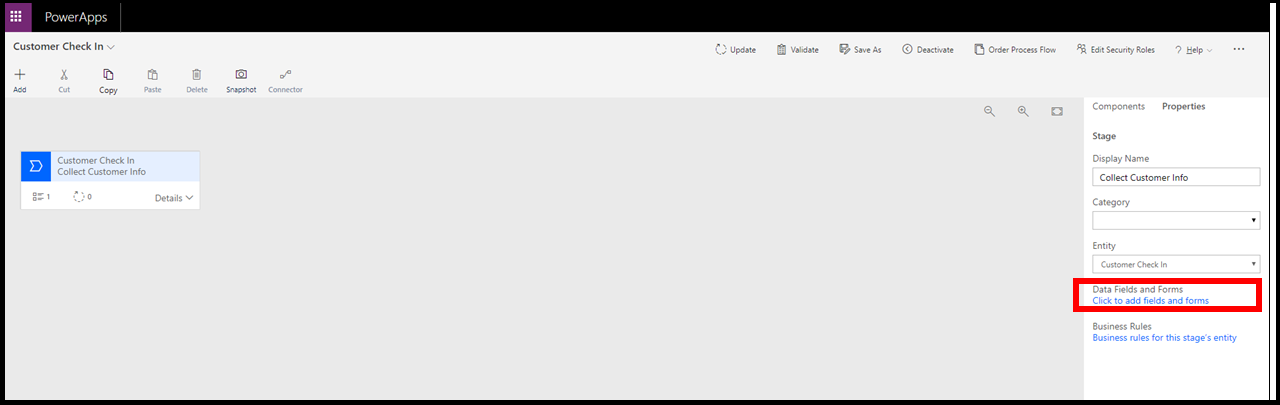 PowerApps
Customer Check In
Update
Validate
Save As
Deactivate
Order Process Flow
Edit Security Roles
? Help
...
Add
Cut
Copy
Paste
Delete
Snapshot
Connector
Components
Properties
Customer Check In
Collect Customer Info
1
0
Details
Stage
Display Name
Collect Customer Info
Category
Entity
Customer Check In
Data Fields and Forms
Click to add fields and forms
Business Rules
Business rules for this stage's entity